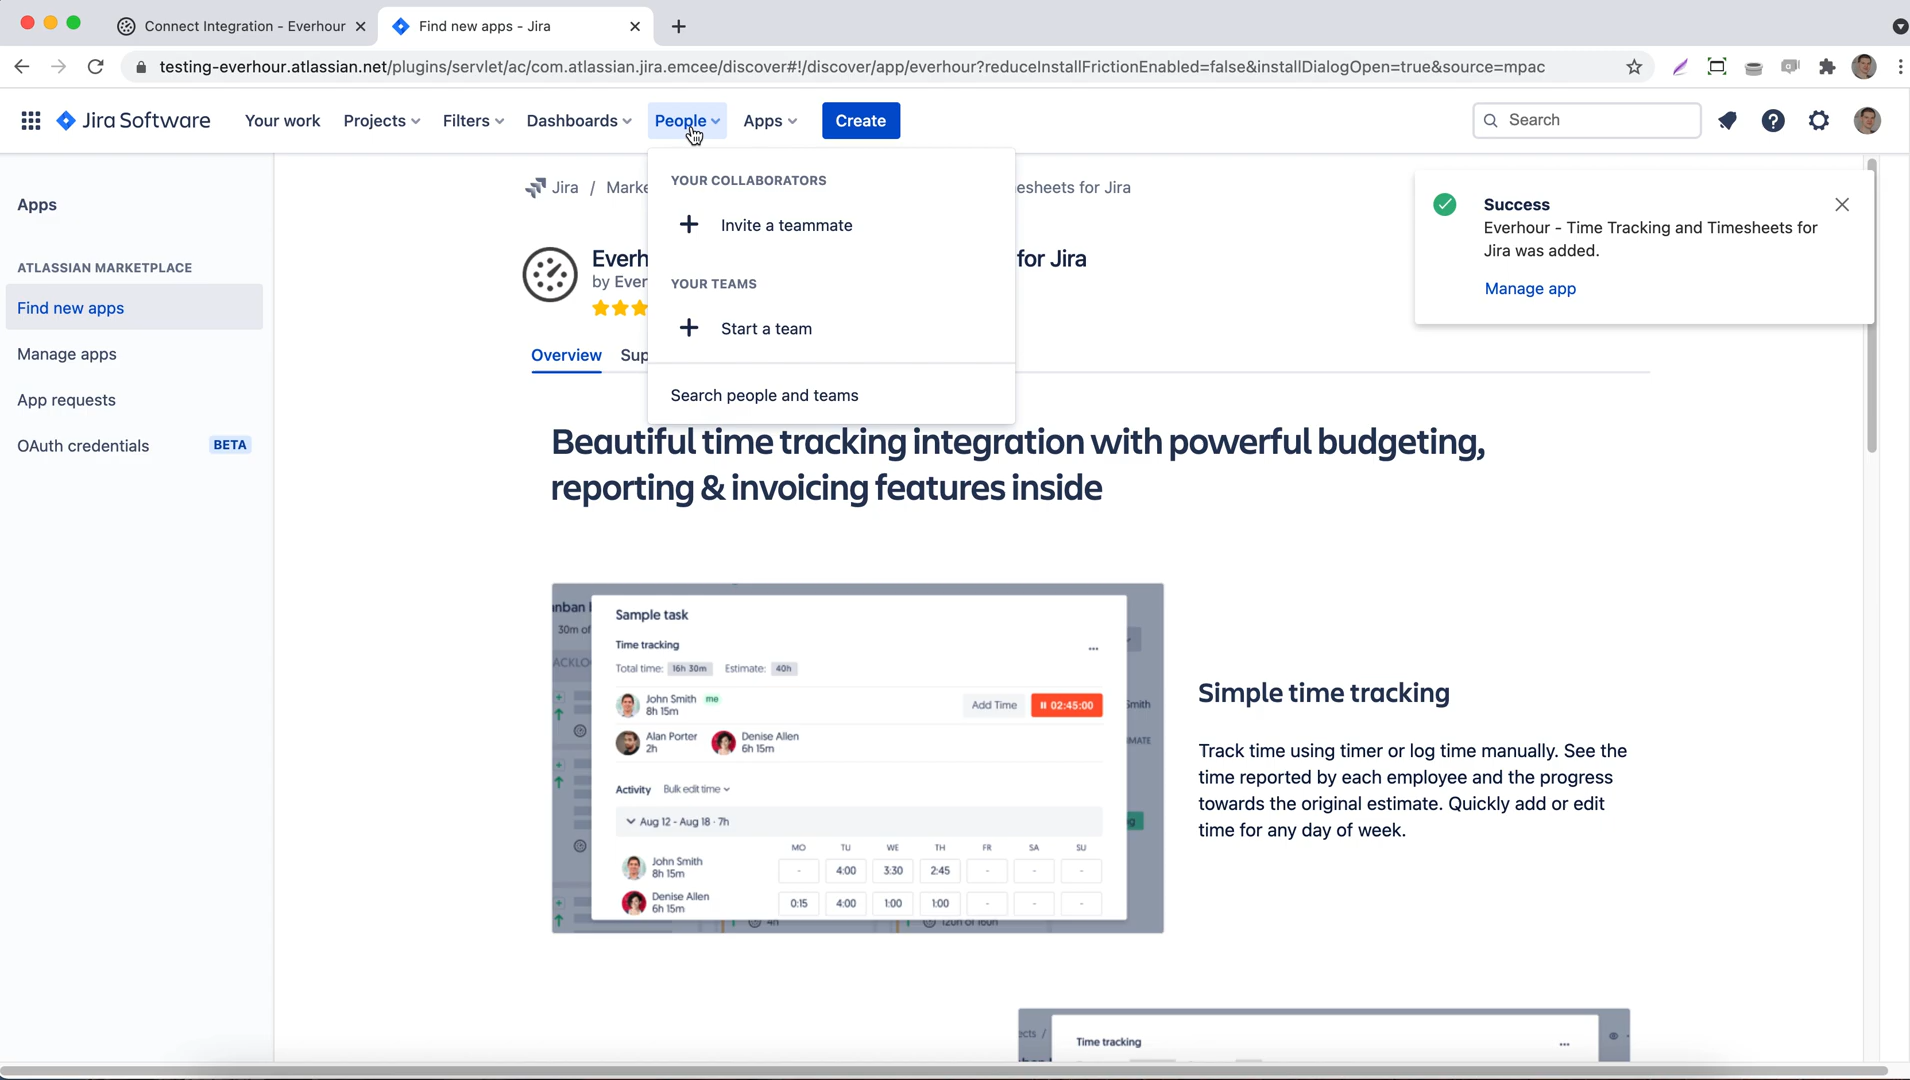 Connect Integration - Everhour
Find new apps - Jira
testing-everhour.atlassian.net/plugins/servlet/ac/com.atlassian.jira.emcee/discover#!/discover/app/everhour?reduceInstallFrictionEnabled=false&installDialogOpen=true&source=mpac
Jira Software
Your work
Projects
Filters
Dashboards
People
Apps
Create
Search
Apps
ATLASSIAN MARKETPLACE
Find new apps
Manage apps
App requests
OAuth credentials BETA
Jira / Marke
esheets for Jira
Everh
for Jira
by Ever
Overview Sup
YOUR COLLABORATORS
Invite a teammate
YOUR TEAMS
Start a team
Search people and teams
Success
Everhour - Time Tracking and Timesheets for
Jira was added.
Manage app
Beautiful time tracking integration with powerful budgeting,
reporting & invoicing features inside
nban
30m of
ACKLO
Sample task
Time tracking
Total time: 16h 30m Estimate: 40h
John Smith me
8h 15m
Add Time 02:45:00
Alan Porter
2h
Denise Allen
6h 15m
Smith
MATE
Activity Bulk edit time
Aug 12 - Aug 18 · 7h
MO TU WE TH FR SA SU
John Smith
8h 15m
- 4:00 3:30 2:45 - - -
Denise Allen
6h 15m
0:15 4:00 1:00 1:00 - - -
4h
120h of 160h
Simple time tracking
Track time using timer or log time manually. See the
time reported by each employee and the progress
towards the original estimate. Quickly add or edit
time for any day of week.
ects /
Time tracking